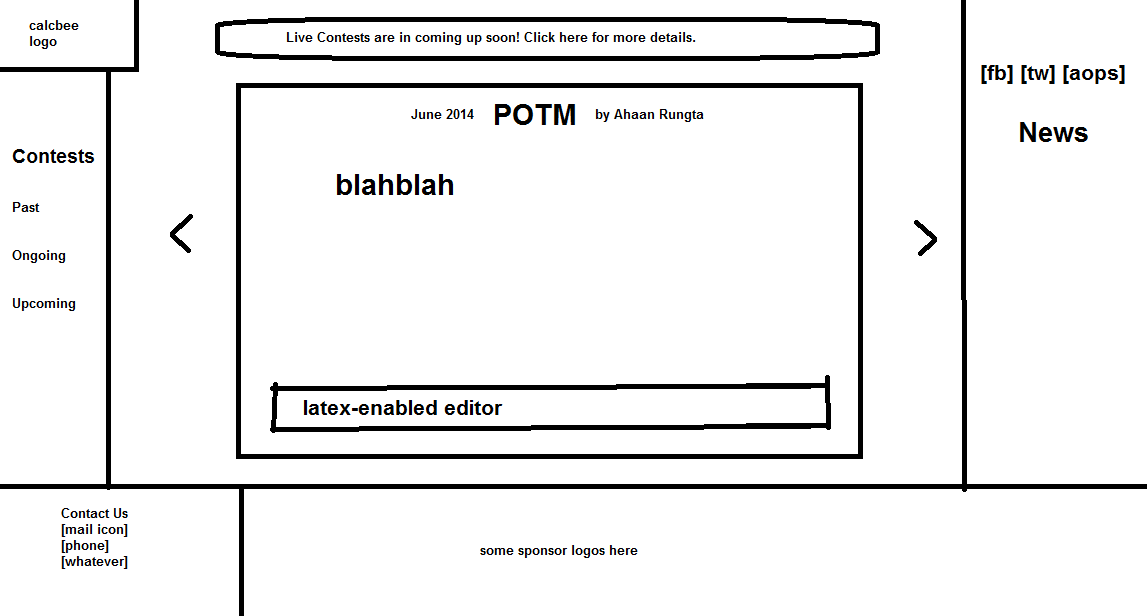 calcbee
logo
Live Contests are in coming up soon! Click here for more details.
[fb] [tw] [aops]
News
Contests
Past
Ongoing
Upcoming
June 2014 POTM by Ahaan Rungta
blahblah
latex-enabled editor
Contact Us
[mail icon]
[phone]
[whatever]
some sponsor logos here